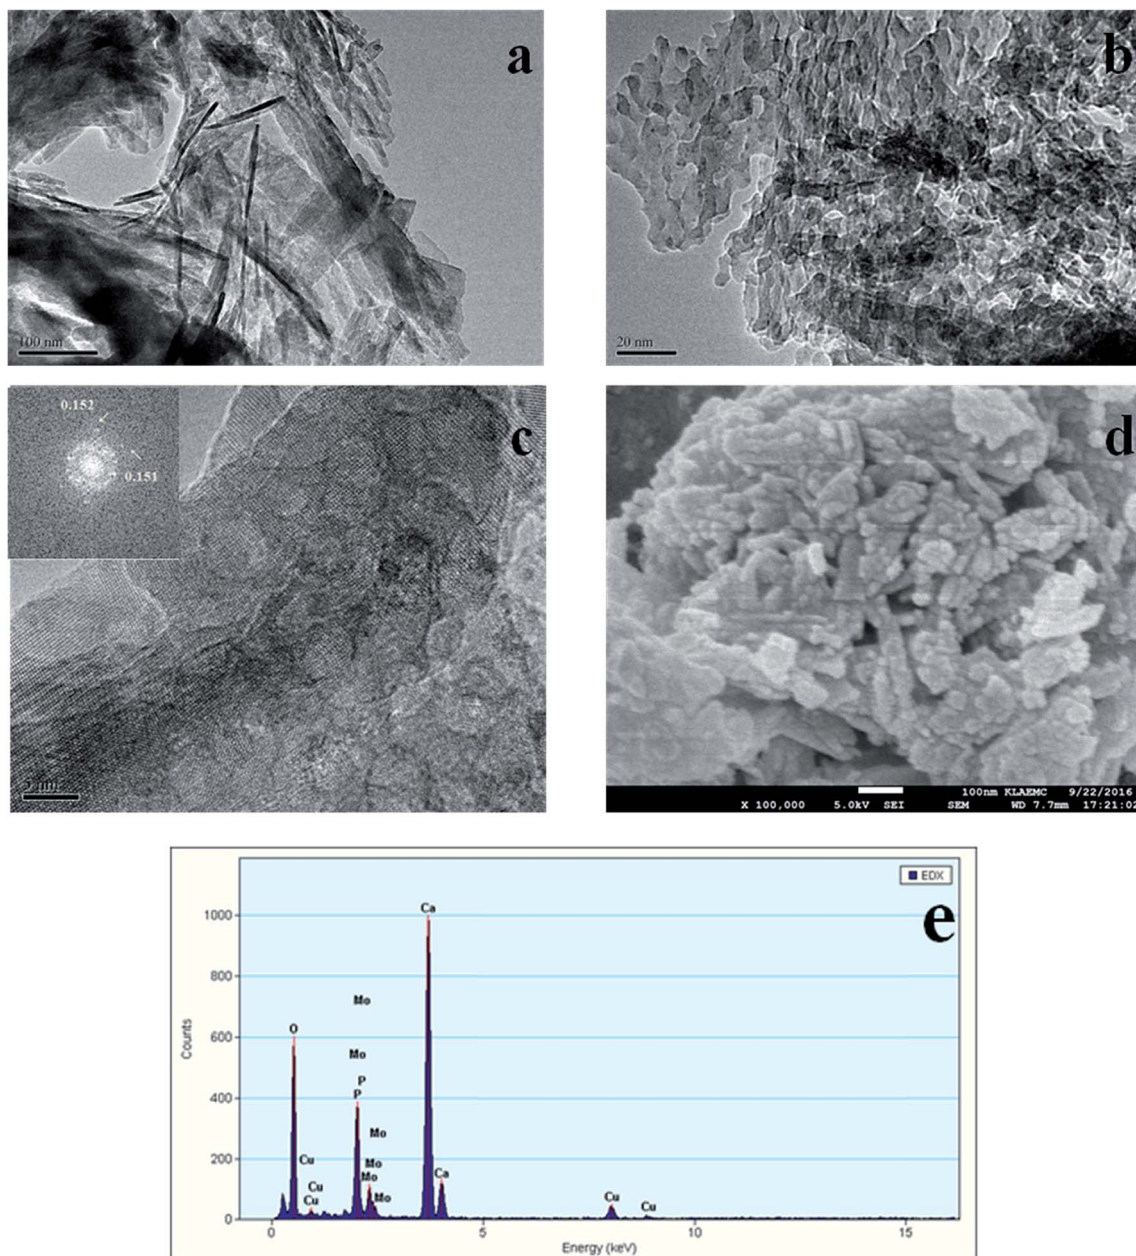 a
b
100 nm
20 nm
0.152
0.151
c
d
5 nm
100nm KLAEMC 9/22/2016
X 100,000 5.0kV SEI SEM WD 7.7mm 17:21:02
EDX
e
Counts
1000
800
600
400
200
0
Ca
Mo
O
Mo
P
P
Mo
Cu
Mo
Mo
Ca
Cu
Mo
Cu
Cu
Cu
0
5
10
15
Energy (keV)